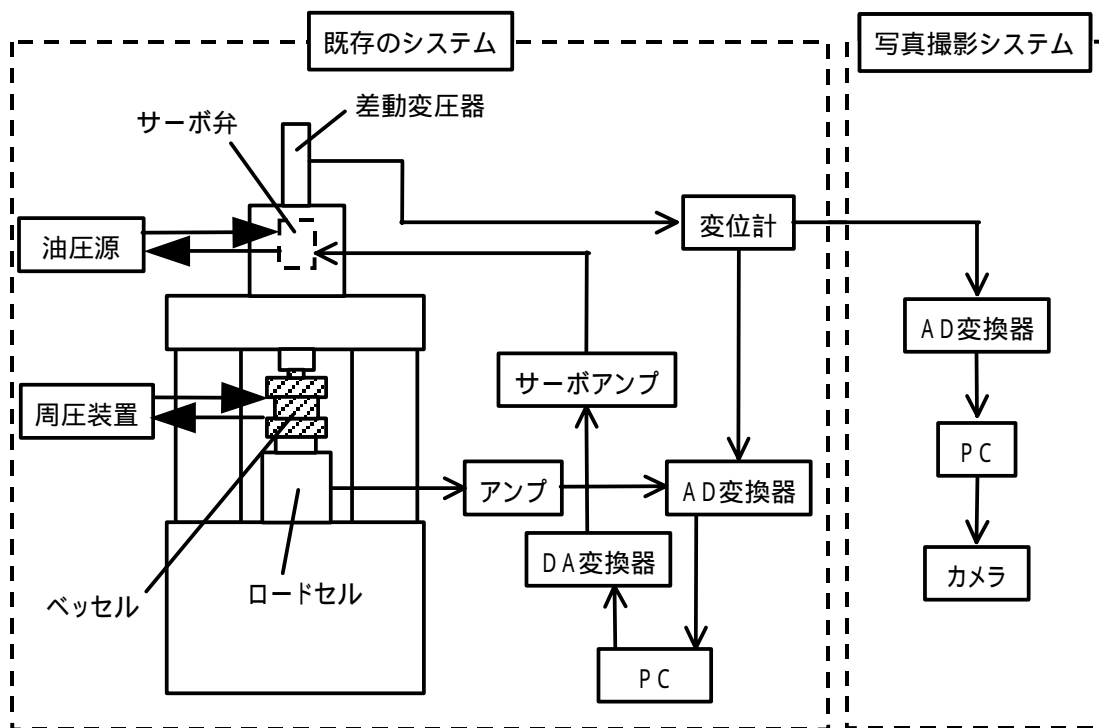 既存のシステム
写真撮影システム
差動変圧器
サーボ弁
変位計
油圧源
AD変換器
サーボアンプ
周圧装置
PC
アンプ
AD変換器
DA変換器
カメラ
ベッセル
ロードセル
PC